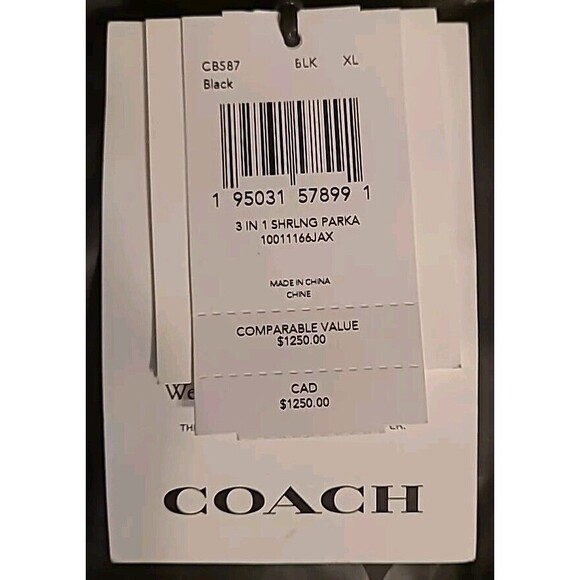 CB587 BLK XL
Black
1 95031 57899 1
3 IN 1 SHRLNG PARKA
10011166JAX
MADE IN CHINA
CHINE
COMPARABLE VALUE
$1250.00
CAD
$1250.00
COACH